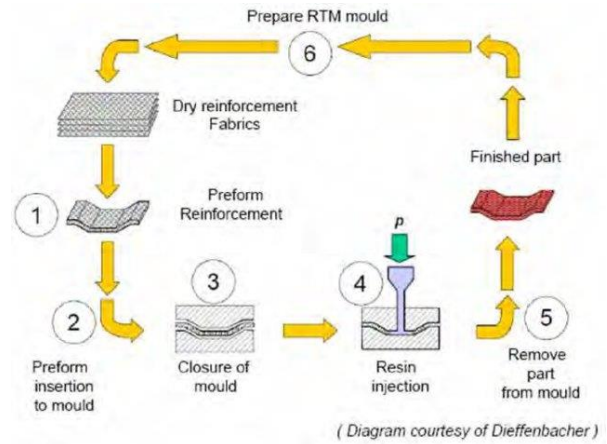 Prepare RTM mould
6
Dry reinforcement
Fabrics
1
Preform
Reinforcement
2
Preform
insertion
to mould
3
Closure of
mould
p
4
Resin
injection
5
Remove
part
from mould
Finished part
( Diagram courtesy of Dieffenbacher )